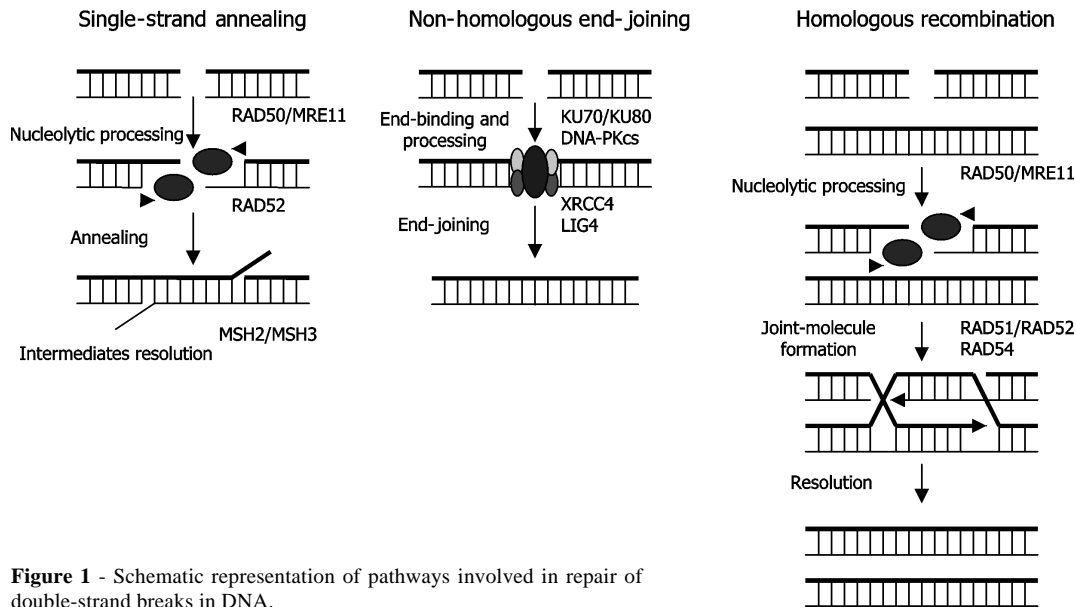 Single-strand annealing
RAD50/MRE11
Nucleolytic processing
RAD52
Annealing
MSH2/MSH3
Intermediates resolution
Non-homologous end-joining
End-binding and
processing
KU70/KU80
DNA-PKcs
XRCC4
LIG4
End-joining
Homologous recombination
RAD50/MRE11
Nucleolytic processing
Joint-molecule
formation
RAD51/RAD52
RAD54
Resolution
Figure 1 - Schematic representation of pathways involved in repair of
double-strand breaks in DNA.